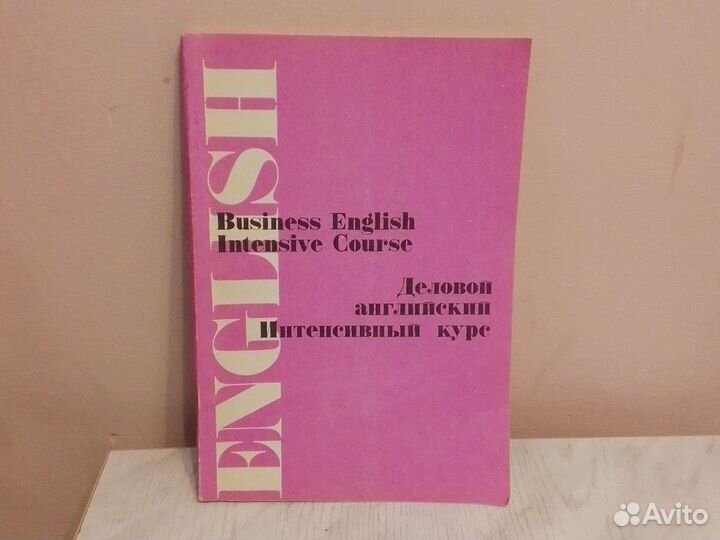 ENGLISH
Business English
Intensive Course
Деловой
английский
Интенсивный курс
Avito